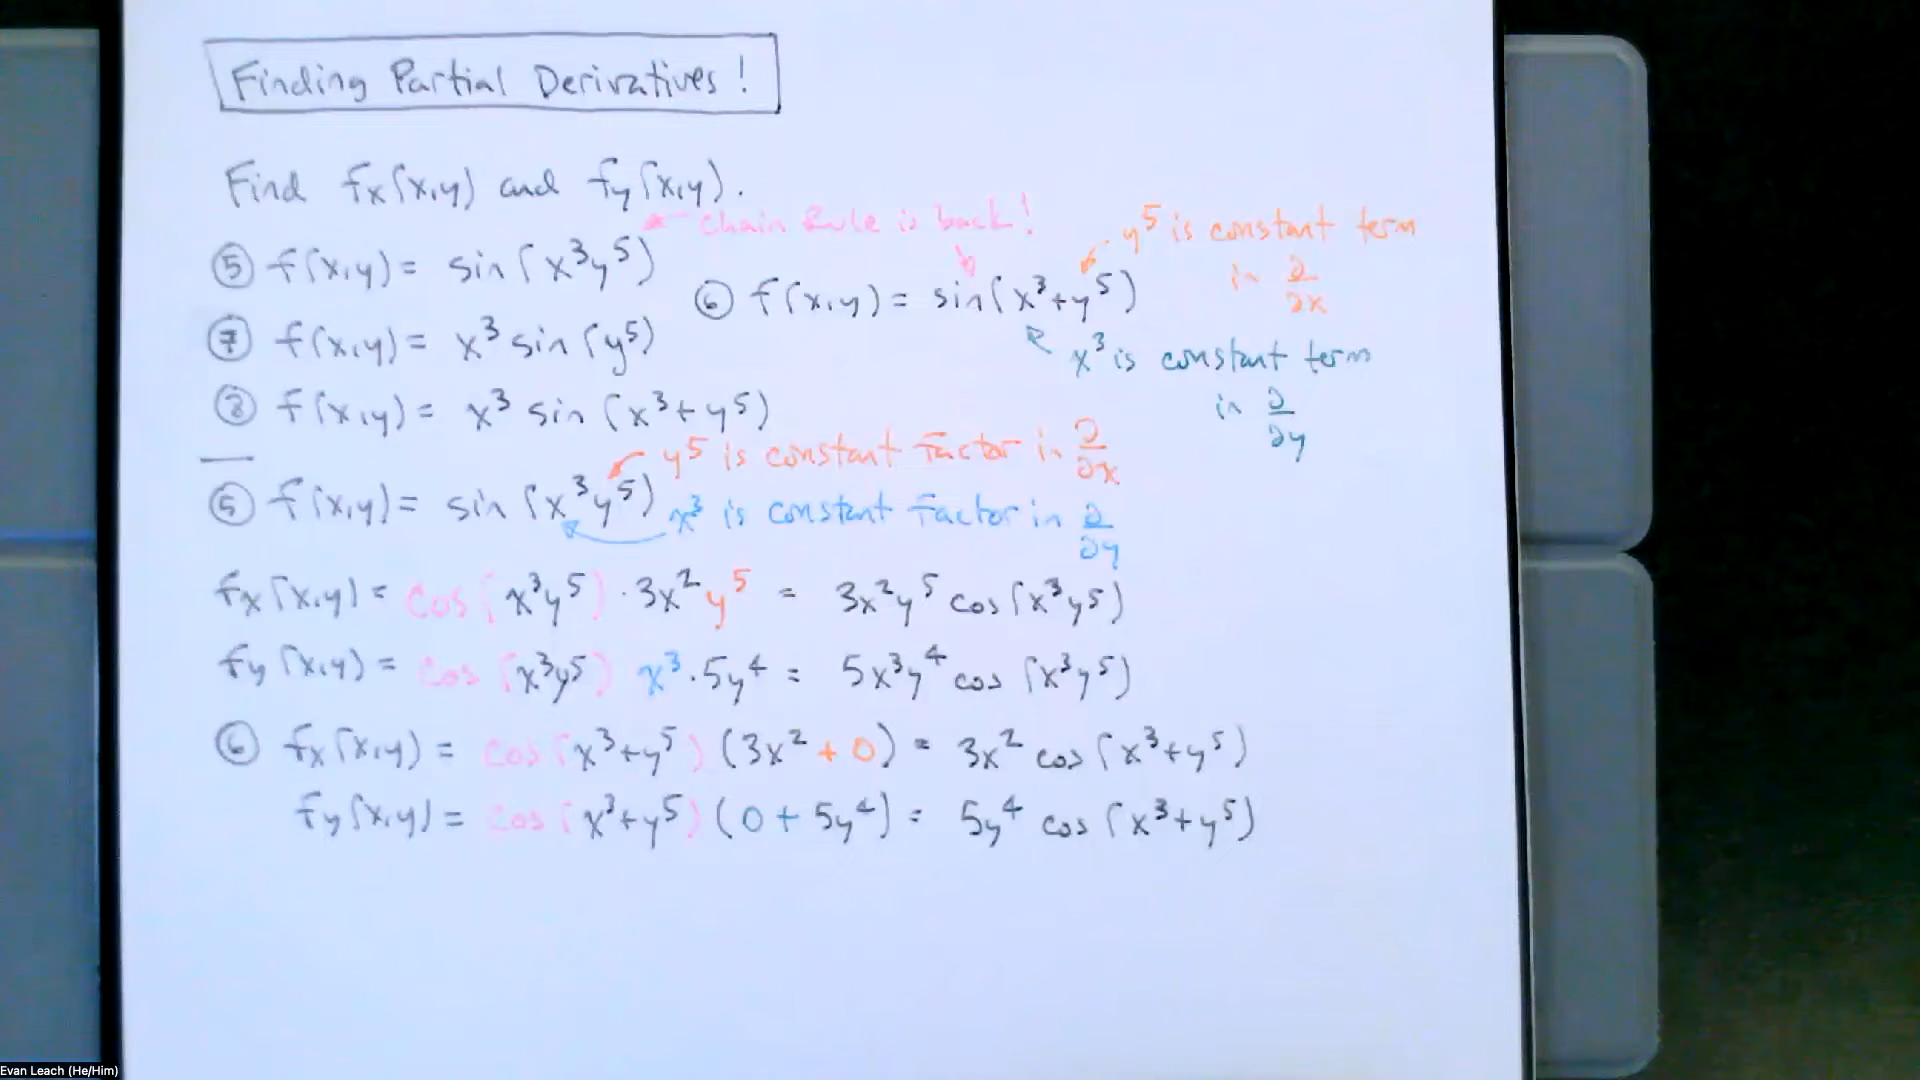 Finding Partial Derivatives!
Find fx(x,y) and fy(x,y).
← Chain Rule is back!
⑤ f(x,y) = sin(x³y⁵)
⑥ f(x,y) = sin(x³+y⁵)
y⁵ is constant term
in ∂/∂x
x³ is constant term
in ∂/∂y
⑦ f(x,y) = x³ sin(y⁵)
⑧ f(x,y) = x³ sin(x³+y⁵)
⑤ f(x,y) = sin(x³y⁵)
y⁵ is constant factor in ∂/∂x
x³ is constant factor in ∂/∂y
fx(x,y) = cos(x³y⁵) · 3x²y⁵ = 3x²y⁵ cos(x³y⁵)
fy(x,y) = cos(x³y⁵) x³ · 5y⁴ = 5x³y⁴ cos(x³y⁵)
⑥ fx(x,y) = cos(x³+y⁵)(3x²+0) = 3x² cos(x³+y⁵)
fy(x,y) = cos(x³+y⁵)(0+5y⁴) = 5y⁴ cos(x³+y⁵)
Evan Leach (He/Him)